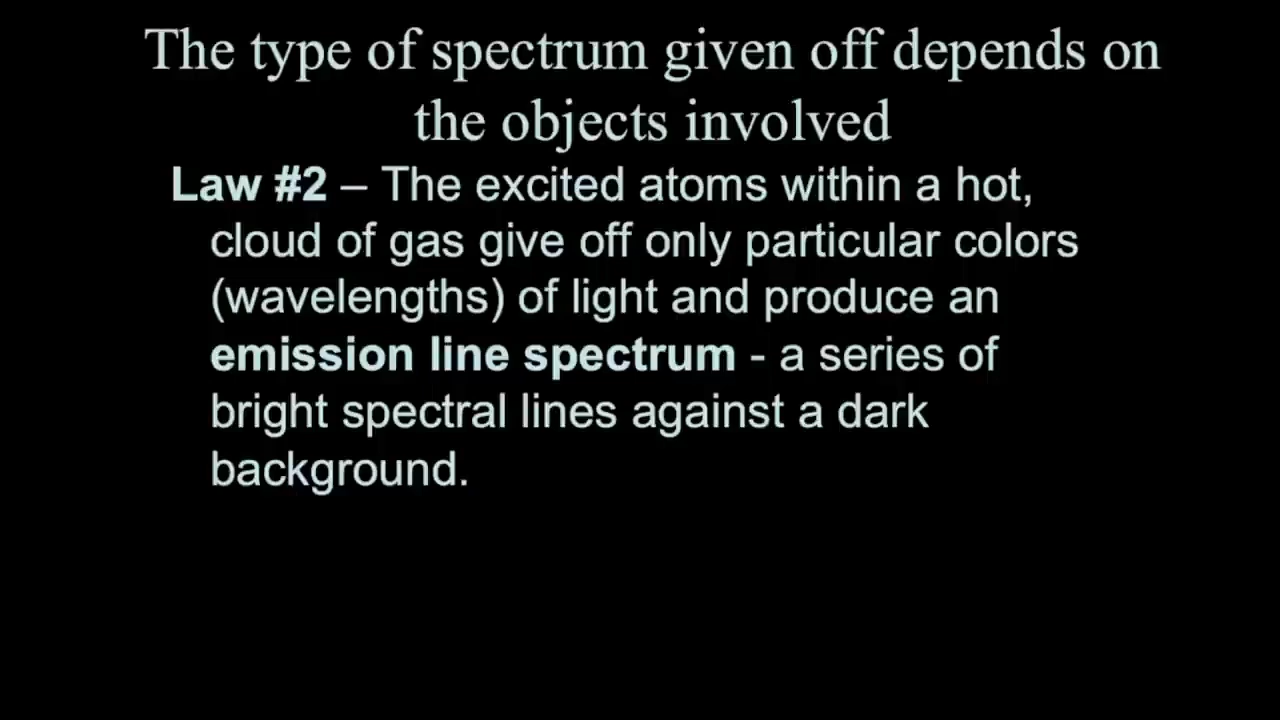 The type of spectrum given off depends on
the objects involved
Law #2 – The excited atoms within a hot,
cloud of gas give off only particular colors
(wavelengths) of light and produce an
emission line spectrum - a series of
bright spectral lines against a dark
background.